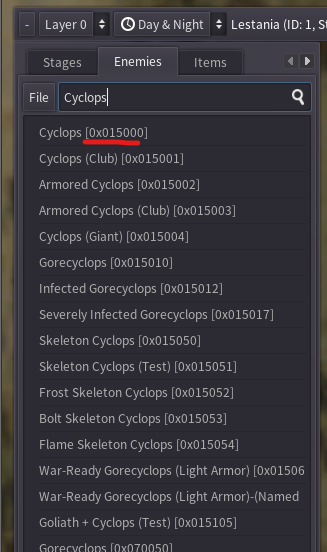 - Layer 0 Day & Night Lestania (ID: 1, St
Stages Enemies Items
File Cyclops
Cyclops [0x015000]
Cyclops (Club) [0x015001]
Armored Cyclops [0x015002]
Armored Cyclops (Club) [0x015003]
Cyclops (Giant) [0x015004]
Gorecyclops [0x015010]
Infected Gorecyclops [0x015012]
Severely Infected Gorecyclops [0x015017]
Skeleton Cyclops [0x015050]
Skeleton Cyclops (Test) [0x015051]
Frost Skeleton Cyclops [0x015052]
Bolt Skeleton Cyclops [0x015053]
Flame Skeleton Cyclops [0x015054]
War-Ready Gorecyclops (Light Armor) [0x01506
War-Ready Gorecyclops (Light Armor)-(Named
Goliath + Cyclops (Test) [0x015105]
Gorecyclops [0x070050]